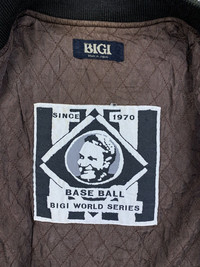 BIGI
SINCE 1970
BASE BALL
BIGI WORLD SERIES